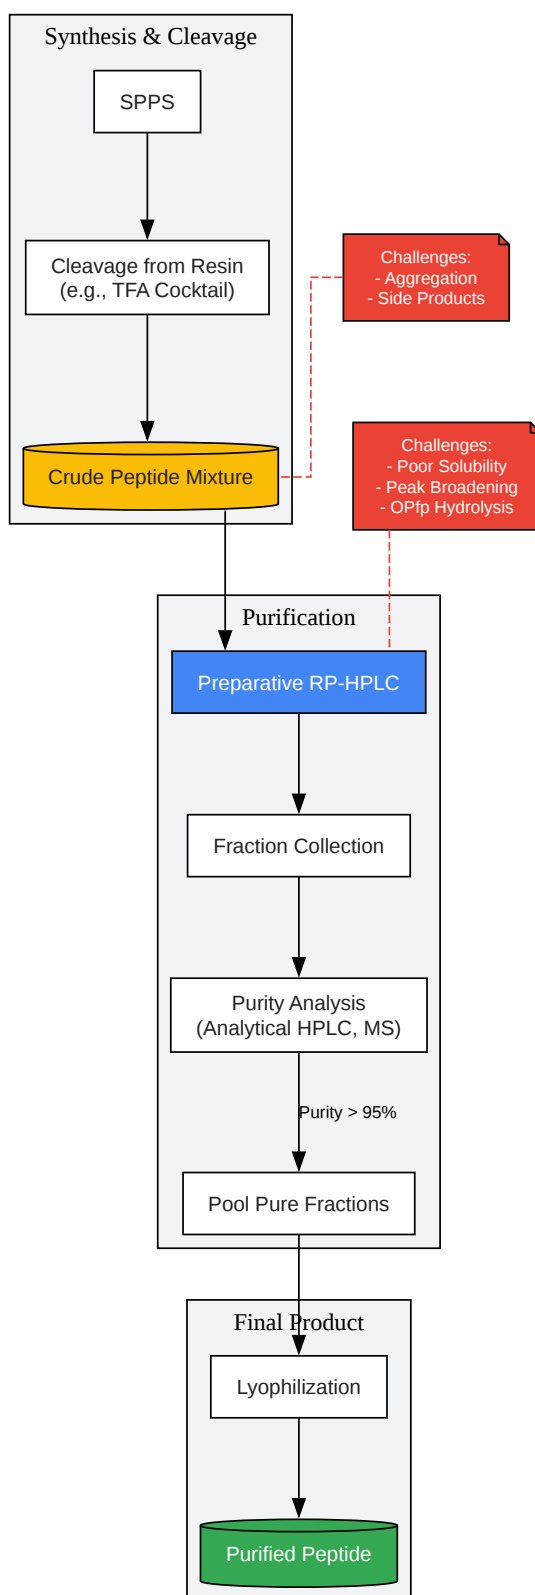 Synthesis & Cleavage
SPPS
Cleavage from Resin
(e.g., TFA Cocktail)
Challenges:
- Aggregation
- Side Products
Crude Peptide Mixture
Challenges:
- Poor Solubility
- Peak Broadening
- OPfp Hydrolysis
Purification
Preparative RP-HPLC
Fraction Collection
Purity Analysis
(Analytical HPLC, MS)
Purity > 95%
Pool Pure Fractions
Final Product
Lyophilization
Purified Peptide